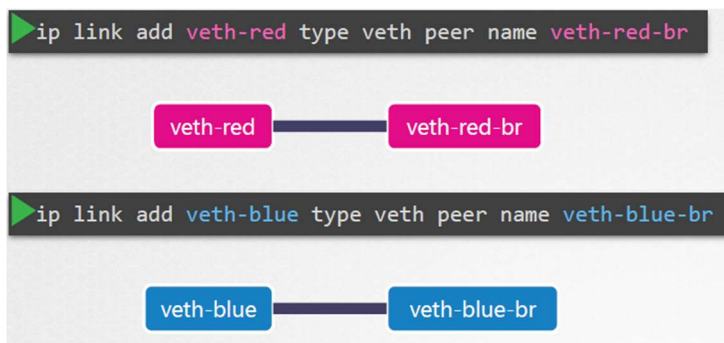 ip link add veth-red type veth peer name veth-red-br
veth-red veth-red-br
ip link add veth-blue type veth peer name veth-blue-br
veth-blue veth-blue-br